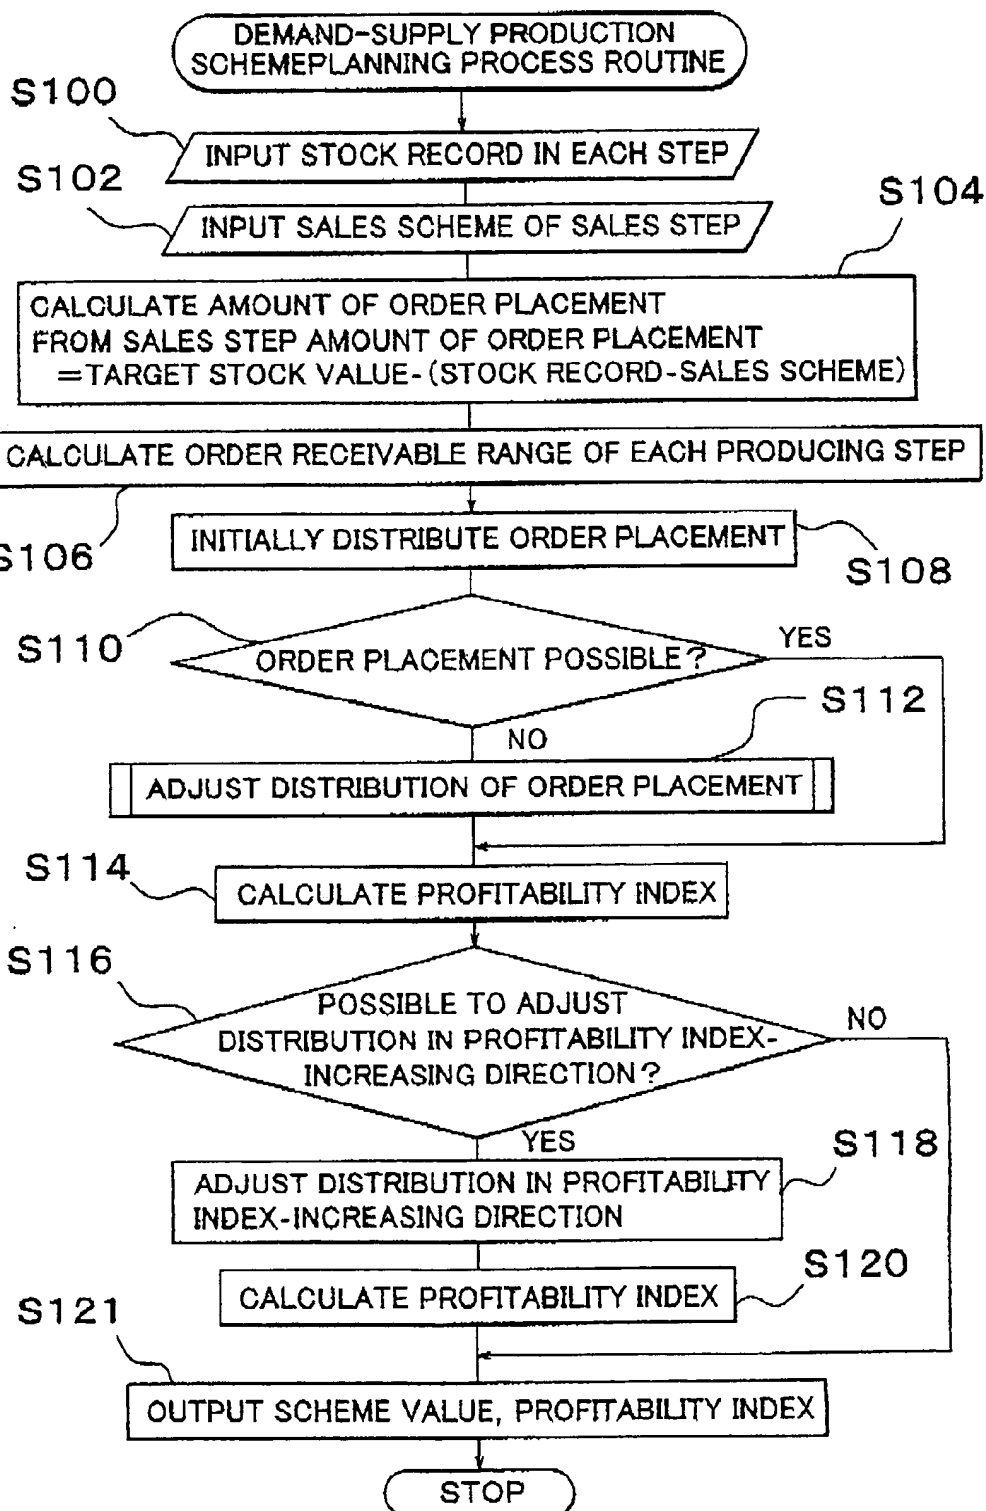 DEMAND-SUPPLY PRODUCTION
SCHEMEPLANNING PROCESS ROUTINE
S100
INPUT STOCK RECORD IN EACH STEP
S102
INPUT SALES SCHEME OF SALES STEP
S104
CALCULATE AMOUNT OF ORDER PLACEMENT
FROM SALES STEP AMOUNT OF ORDER PLACEMENT
=TARGET STOCK VALUE-(STOCK RECORD-SALES SCHEME)
CALCULATE ORDER RECEIVABLE RANGE OF EACH PRODUCING STEP
S106
INITIALLY DISTRIBUTE ORDER PLACEMENT
S108
S110
ORDER PLACEMENT POSSIBLE?
YES
S112
NO
ADJUST DISTRIBUTION OF ORDER PLACEMENT
S114
CALCULATE PROFITABILITY INDEX
S116
POSSIBLE TO ADJUST
DISTRIBUTION IN PROFITABILITY INDEX-
INCREASING DIRECTION?
NO
YES
S118
ADJUST DISTRIBUTION IN PROFITABILITY
INDEX-INCREASING DIRECTION
S120
CALCULATE PROFITABILITY INDEX
S121
OUTPUT SCHEME VALUE, PROFITABILITY INDEX
STOP